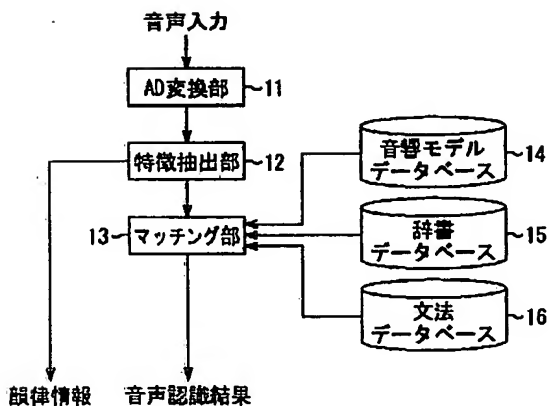 音声入力
AD変換部 11
特徴抽出部 12
13 マッチング部
音響モデル
データベース 14
辞書
データベース 15
文法
データベース 16
韻律情報 音声認識結果